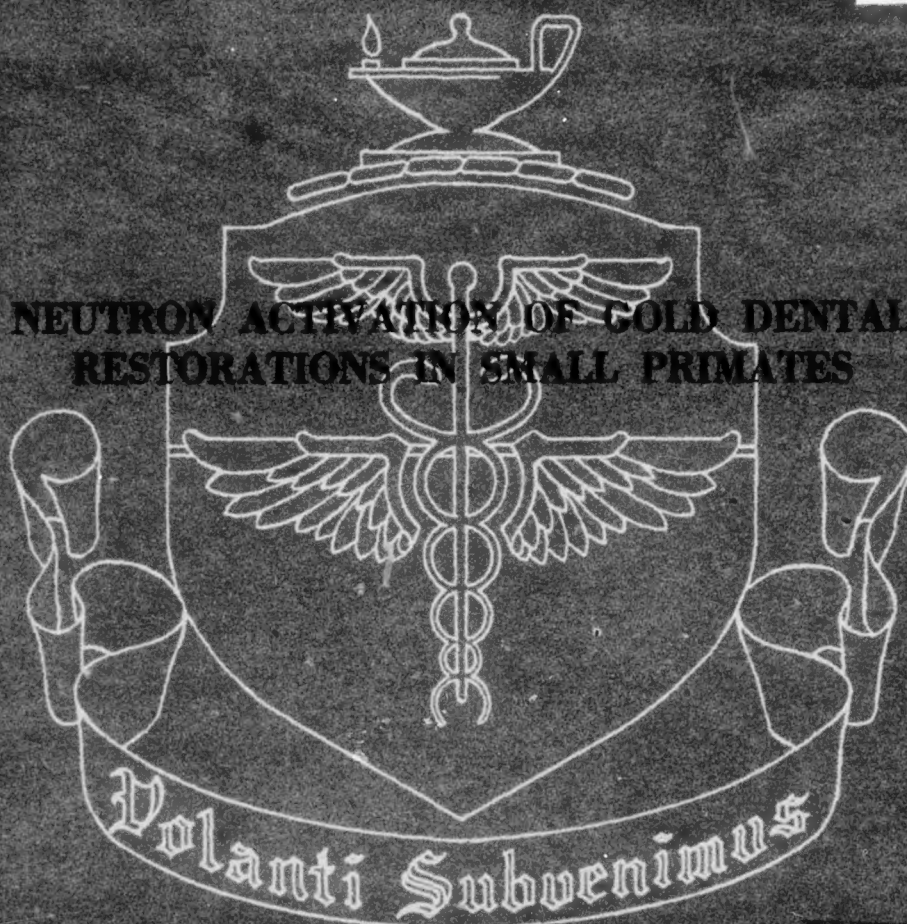 NEUTRON ACTIVATION OF GOLD DENTAL
RESTORATIONS IN SMALL PRIMATES
Volanti Subvenimus